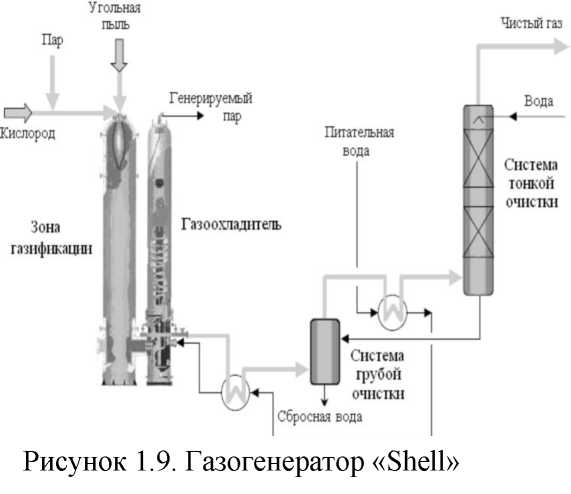 Угольная
пыль
Пар
Кислород
Генерируемый
пар
Чистый газ
Вода
Питательная
вода
Система
тонкой
очистки
Зона
газификации
Газоохладитель
Система
грубой
очистки
Сбросная вода
Рисунок 1.9. Газогенератор «Shell»